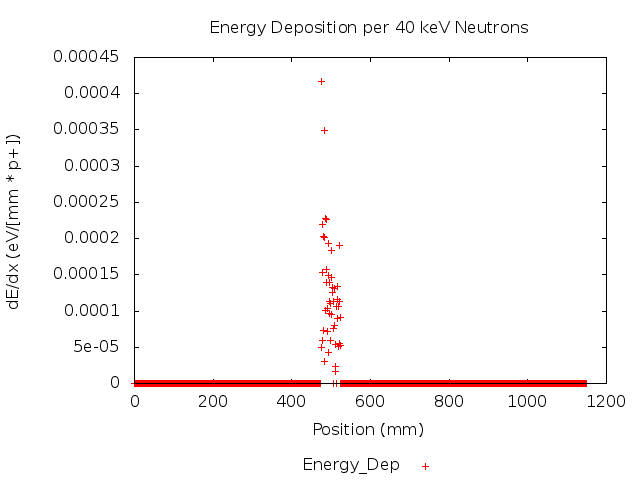 Energy Deposition per 40 keV Neutrons
0.00045
0.0004
0.00035
0.0003
0.00025
0.0002
0.00015
0.0001
5e-05
0
dE/dx (eV/[mm * p+])
0 200 400 600 800 1000 1200
Position (mm)
Energy_Dep